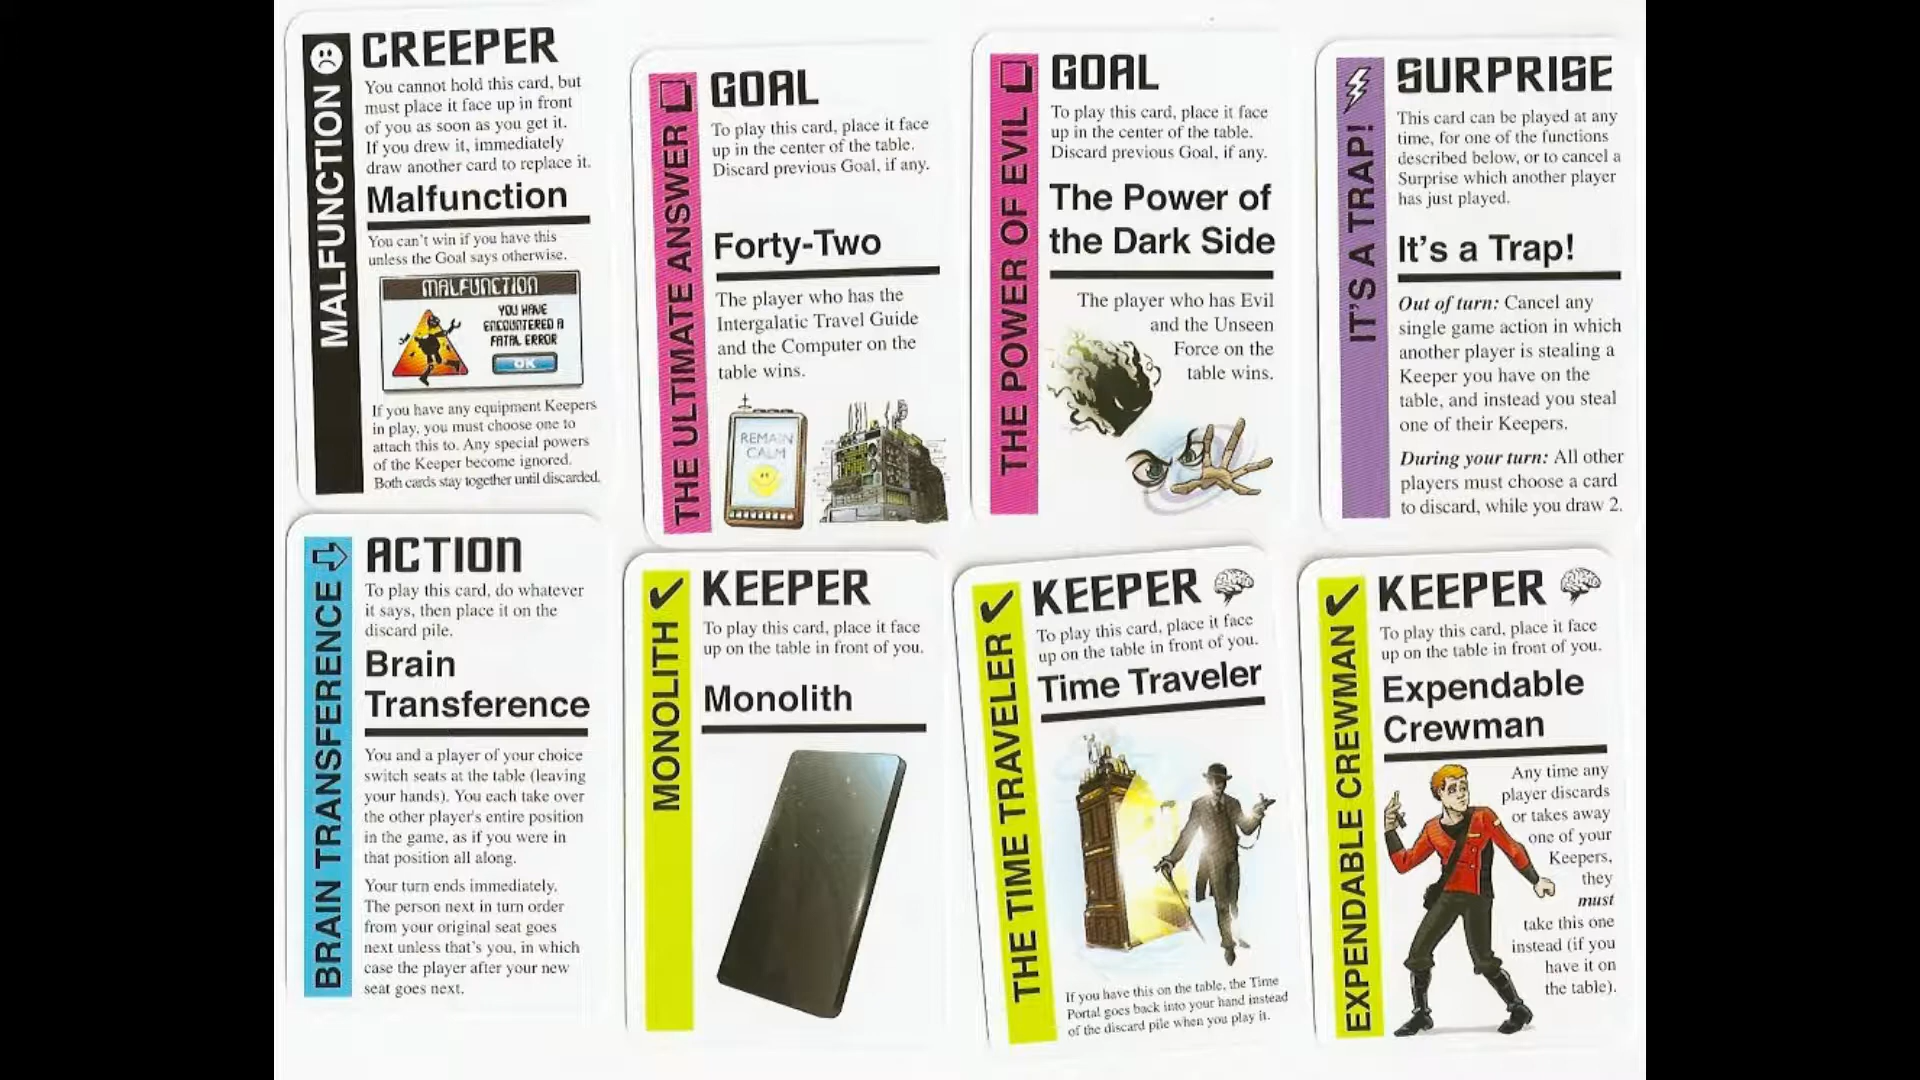 MALFUNCTION
CREEPER
You cannot hold this card, but
must place it face up in front
of you as soon as you get it.
If you drew it, immediately
draw another card to replace it.
Malfunction
You can't win if you have this
unless the Goal says otherwise.
MALFUNCTION
YOU HAVE
ENCOUNTERED A
FATAL ERROR
OK
If you have any equipment Keepers
in play, you must choose one to
attach this to. Any special powers
of the Keeper become ignored.
Both cards stay together until discarded.
THE ULTIMATE ANSWER
GOAL
To play this card, place it face
up in the center of the table.
Discard previous Goal, if any.
Forty-Two
The player who has the
Intergalatic Travel Guide
and the Computer on the
table wins.
REMAIN
CALM
THE POWER OF EVIL
GOAL
To play this card, place it face
up in the center of the table.
Discard previous Goal, if any.
The Power of
the Dark Side
The player who has Evil
and the Unseen
Force on the
table wins.
IT'S A TRAP!
SURPRISE
This card can be played at any
time, for one of the functions
described below, or to cancel a
Surprise which another player
has just played.
It's a Trap!
Out of turn: Cancel any
single game action in which
another player is stealing a
Keeper you have on the
table, and instead you steal
one of their Keepers.
During your turn: All other
players must choose a card
to discard, while you draw 2.
BRAIN TRANSFERENCE
ACTION
To play this card, do whatever
it says, then place it on the
discard pile.
Brain
Transference
You and a player of your choice
switch seats at the table (leaving
your hands). You each take over
the other player's entire position
in the game, as if you were in
that position all along.
Your turn ends immediately.
The person next in turn order
from your original seat goes
next unless that's you, in which
case the player after your new
seat goes next.
MONOLITH
KEEPER
To play this card, place it face
up on the table in front of you.
Monolith
THE TIME TRAVELER
KEEPER
To play this card, place it face
up on the table in front of you.
Time Traveler
If you have this on the table, the Time
Portal goes back into your hand instead
of the discard pile when you play it.
EXPENDABLE CREWMAN
KEEPER
To play this card, place it face
up on the table in front of you.
Expendable
Crewman
Any time any
player discards
or takes away
one of your
Keepers,
they
must
take this one
instead (if you
have it on
the table).